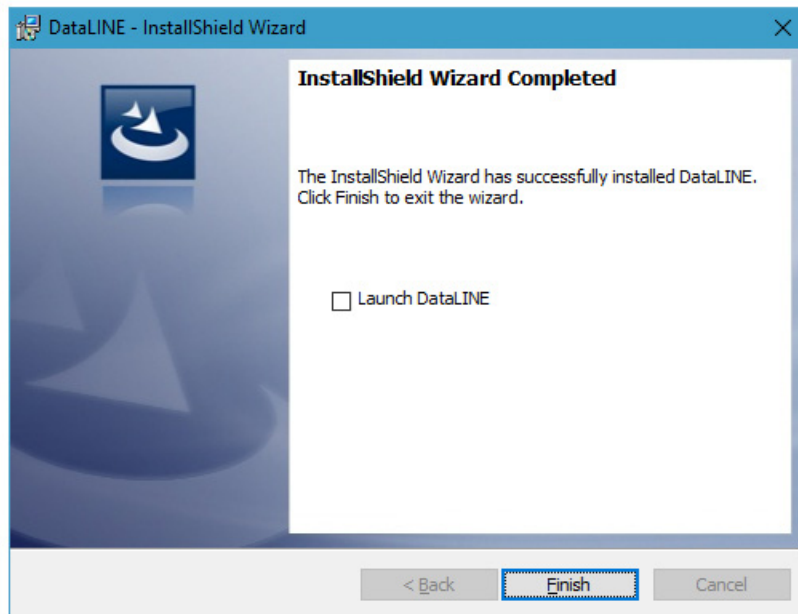 DataLINE - InstallShield Wizard
InstallShield Wizard Completed
The InstallShield Wizard has successfully installed DataLINE.
Click Finish to exit the wizard.
Launch DataLINE
< Back Finish Cancel